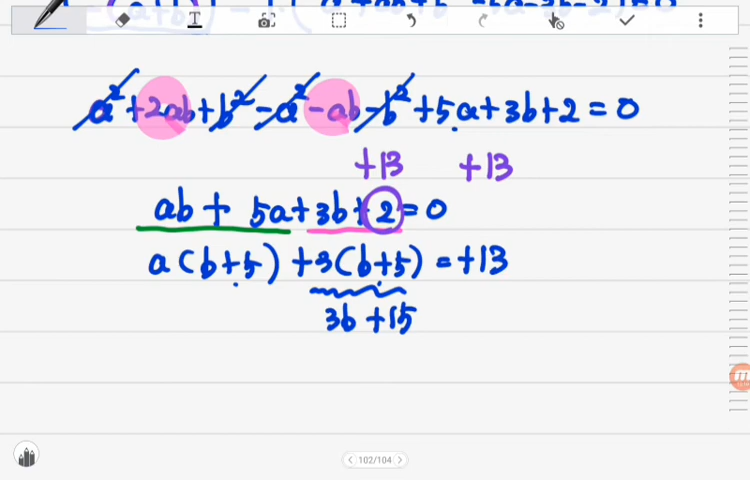 a²+2ab+b²-a²-ab-b²+5a+3b+2=0
+13 +13
ab+5a+3b+2=0
a(b+5)+3(b+5)=+13
3b+15
102/104